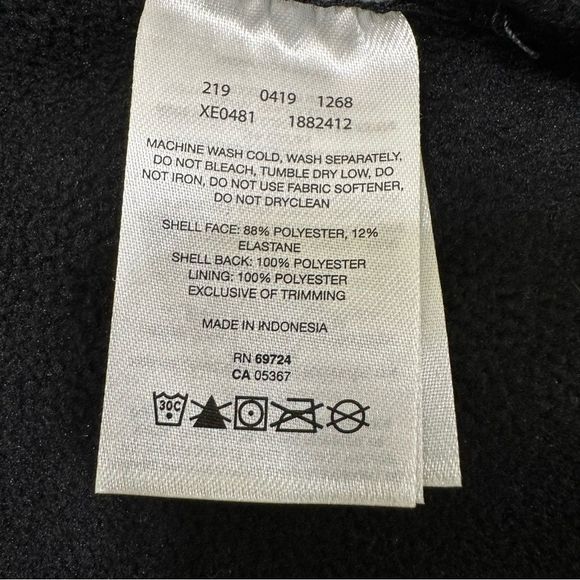 219 0419 1268
XE0481 1882412
MACHINE WASH COLD, WASH SEPARATELY,
DO NOT BLEACH, TUMBLE DRY LOW, DO
NOT IRON, DO NOT USE FABRIC SOFTENER,
DO NOT DRYCLEAN
SHELL FACE: 88% POLYESTER, 12%
ELASTANE
SHELL BACK: 100% POLYESTER
LINING: 100% POLYESTER
EXCLUSIVE OF TRIMMING
MADE IN INDONESIA
RN 69724
CA 05367
30C